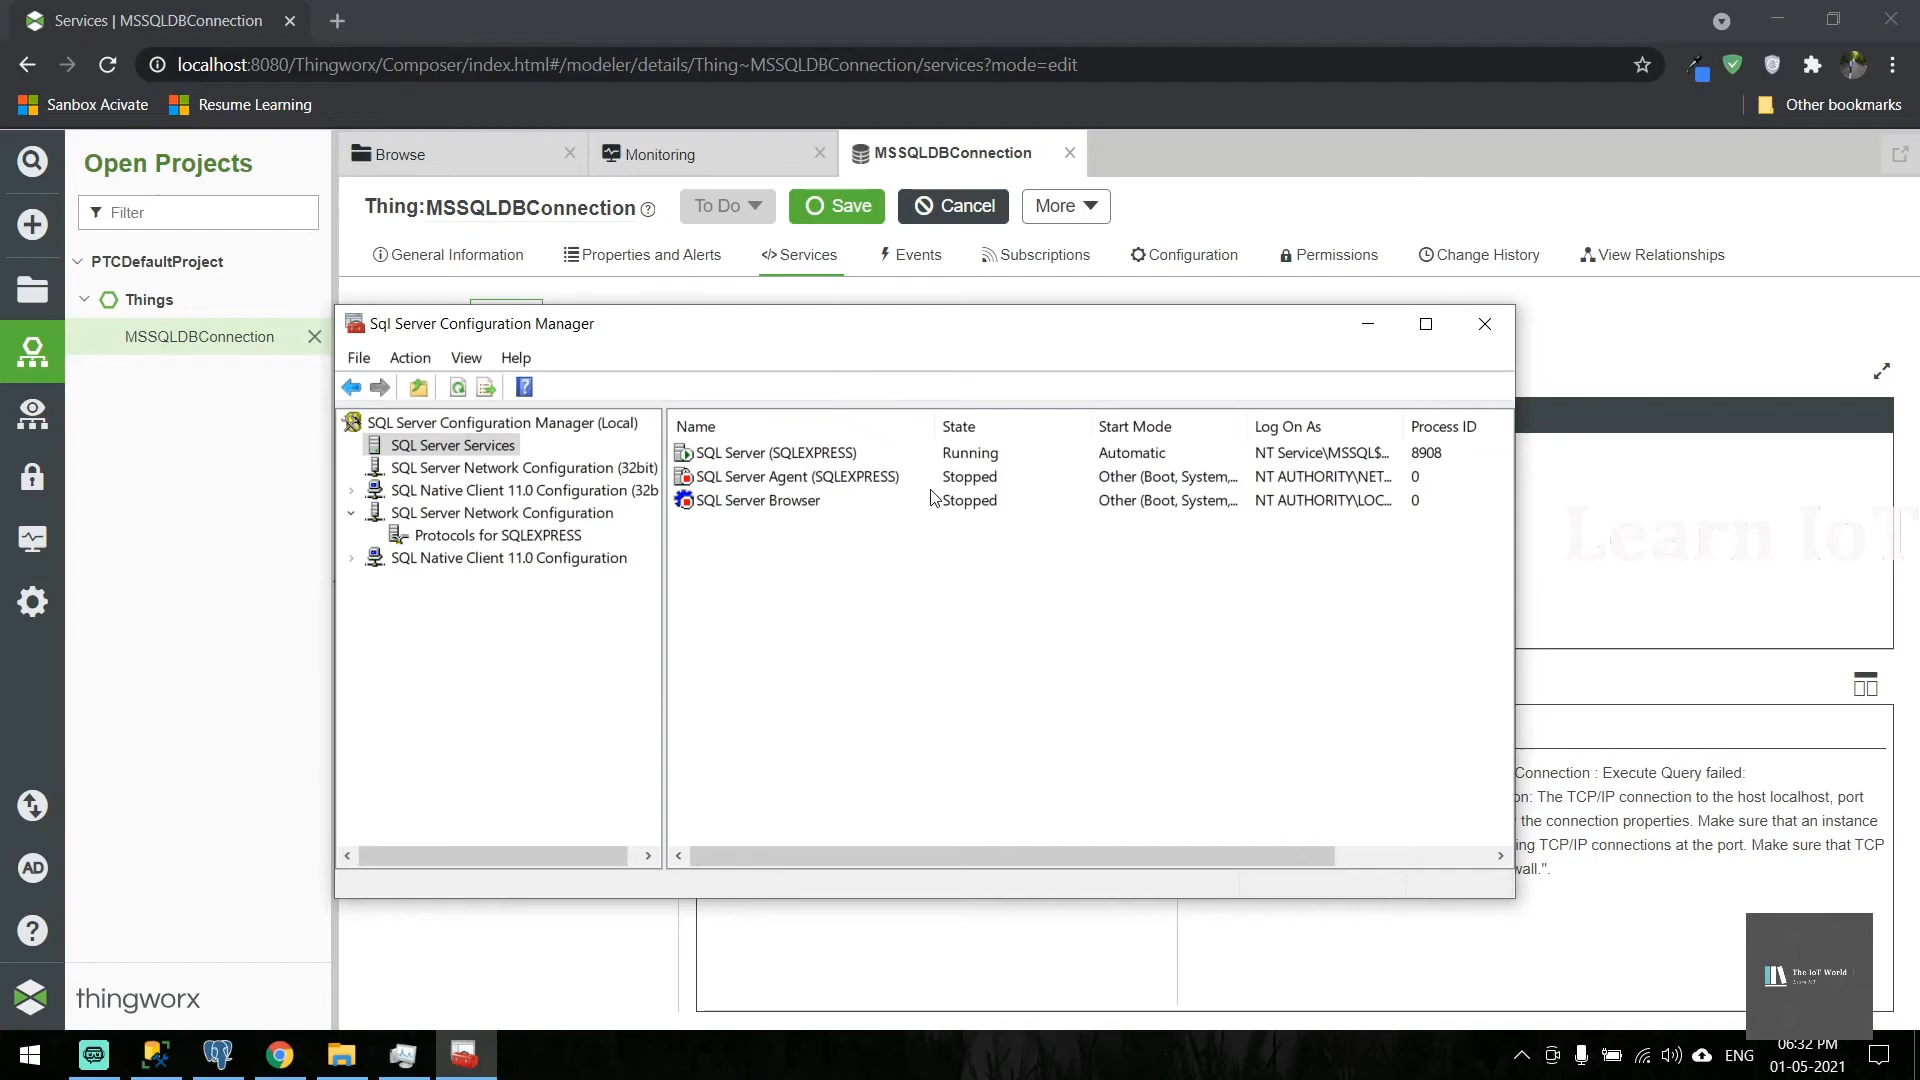 Services | MSSQLDBConnection
localhost:8080/Thingworx/Composer/index.html#/modeler/details/Thing~MSSQLDBConnection/services?mode=edit
Sanbox Acivate
Resume Learning
Other bookmarks
Open Projects
Filter
PTCDefaultProject
Things
MSSQLDBConnection
AD
thingworx
Browse
Monitoring
MSSQLDBConnection
Thing:MSSQLDBConnection
To Do
Save
Cancel
More
General Information
Properties and Alerts
Services
Events
Subscriptions
Configuration
Permissions
Change History
View Relationships
Sql Server Configuration Manager
File Action View Help
SQL Server Configuration Manager (Local)
SQL Server Services
SQL Server Network Configuration (32bit)
SQL Native Client 11.0 Configuration (32b
SQL Server Network Configuration
Protocols for SQLEXPRESS
SQL Native Client 11.0 Configuration
Name State Start Mode Log On As Process ID
SQL Server (SQLEXPRESS) Running Automatic NT Service\MSSQL$... 8908
SQL Server Agent (SQLEXPRESS) Stopped Other (Boot, System,... NT AUTHORITY\NET... 0
SQL Server Browser Stopped Other (Boot, System,... NT AUTHORITY\LOC... 0
Learn IoT
Connection : Execute Query failed:
on: The TCP/IP connection to the host localhost, port
the connection properties. Make sure that an instance
ing TCP/IP connections at the port. Make sure that TCP
wall.".
The IoT World
Learn IoT
ENG
06:32 PM
01-05-2021